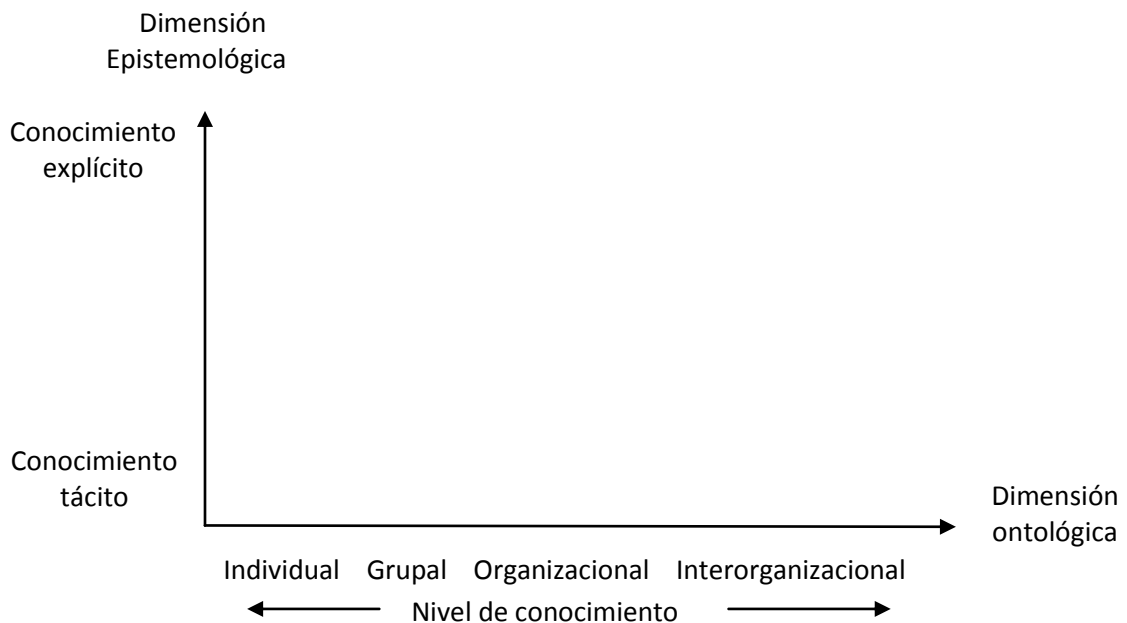 Dimensión
Epistemológica
Conocimiento
explícito
Conocimiento
tácito
Dimensión
ontológica
Individual Grupal Organizacional Interorganizacional
Nivel de conocimiento